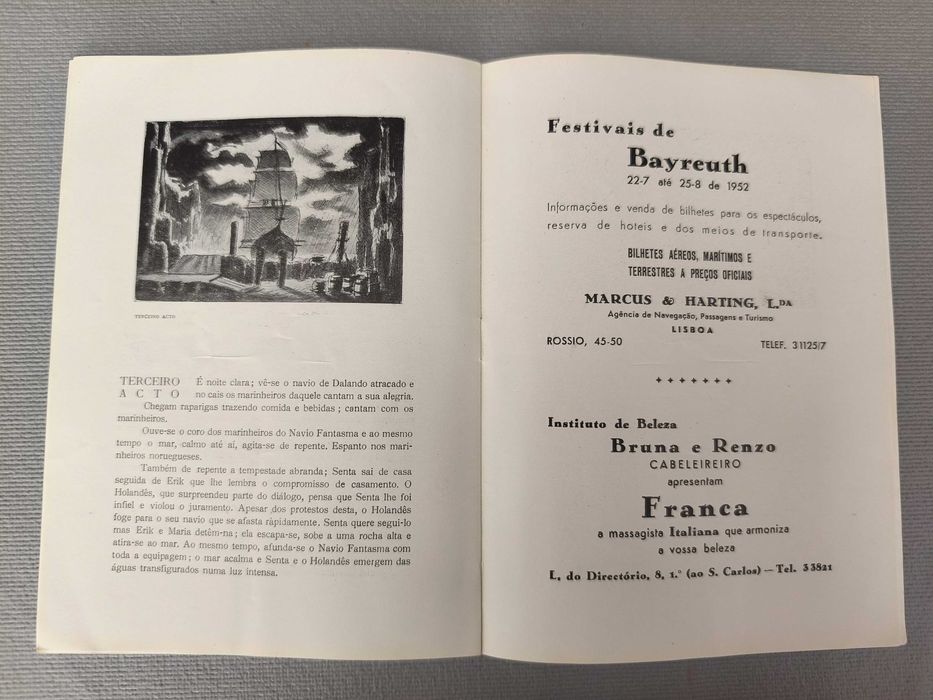 TERCEIRO ACTO
TERCEIRO É noite clara; vê-se o navio de Dalando atracado e
ACTO no cais os marinheiros daquele cantam a sua alegria.
Chegam raparigas trazendo comida e bebidas; cantam com os
marinheiros.
Ouve-se o coro dos marinheiros do Navio Fantasma e ao mesmo
tempo o mar, calmo até aí, agita-se de repente. Espanto nos mari-
nheiros noruegueses.
Também de repente a tempestade abranda; Senta sai de casa
seguida de Erik que lhe lembra o compromisso de casamento. O
Holandês, que surpreendeu parte do diálogo, pensa que Senta lhe foi
infiel e violou o juramento. Apesar dos protestos desta, o Holandês
foge para o seu navio que se afasta rápidamente. Senta quere segui-lo
mas Erik e Maria detêm-na; ela escapa-se, sobe a uma rocha alta e
atira-se ao mar. Ao mesmo tempo, afunda-se o Navio Fantasma com
toda a equipagem; o mar acalma e Senta e o Holandês emergem das
águas transfigurados numa luz intensa.
Festivais de
Bayreuth
22-7 até 25-8 de 1952
Informações e venda de bilhetes para os espectáculos,
reserva de hoteis e dos meios de transporte.
BILHETES AÉREOS, MARÍTIMOS E
TERRESTRES A PREÇOS OFICIAIS
MARCUS & HARTING, L.DA
Agência de Navegação, Passagens e Turismo
LISBOA
ROSSIO, 45-50 TELEF. 31125/7
Instituto de Beleza
Bruna e Renzo
CABELEIREIRO
apresentam
Franca
a massagista Italiana que armoniza
a vossa beleza
L. do Directório, 8, 1.º (ao S. Carlos) — Tel. 33821